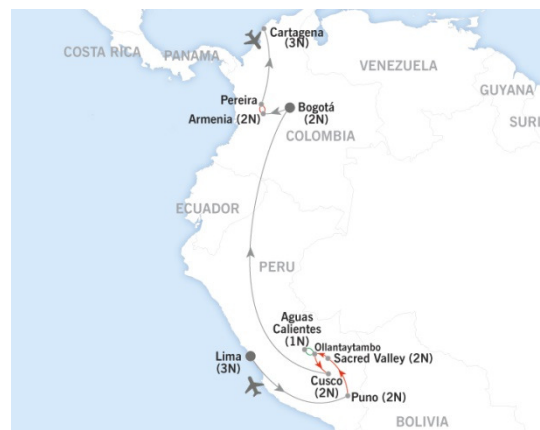 COSTA RICA
PANAMA
Cartagena
(3N)
VENEZUELA
GUYANA
SURI
Pereira
Armenia (2N)
Bogotá
(2N)
COLOMBIA
ECUADOR
PERU
Aguas
Calientes
(1N)
Ollantaytambo
Sacred Valley (2N)
Lima
(3N)
Cusco
(2N)
Puno (2N)
BOLIVIA